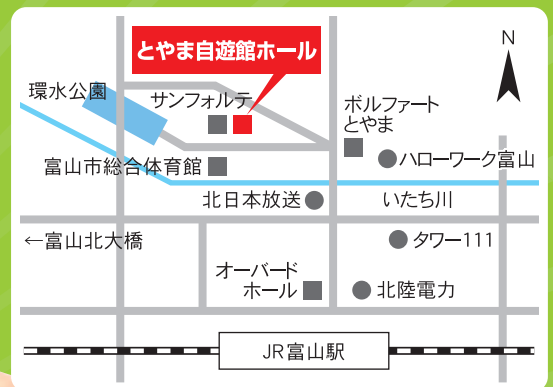 とやま自遊館ホール
N
環水公園
サンフォルテ
ボルファート
とやま
ハローワーク富山
富山市総合体育館
北日本放送
いたち川
←富山北大橋
タワー111
オーバード
ホール
北陸電力
JR富山駅